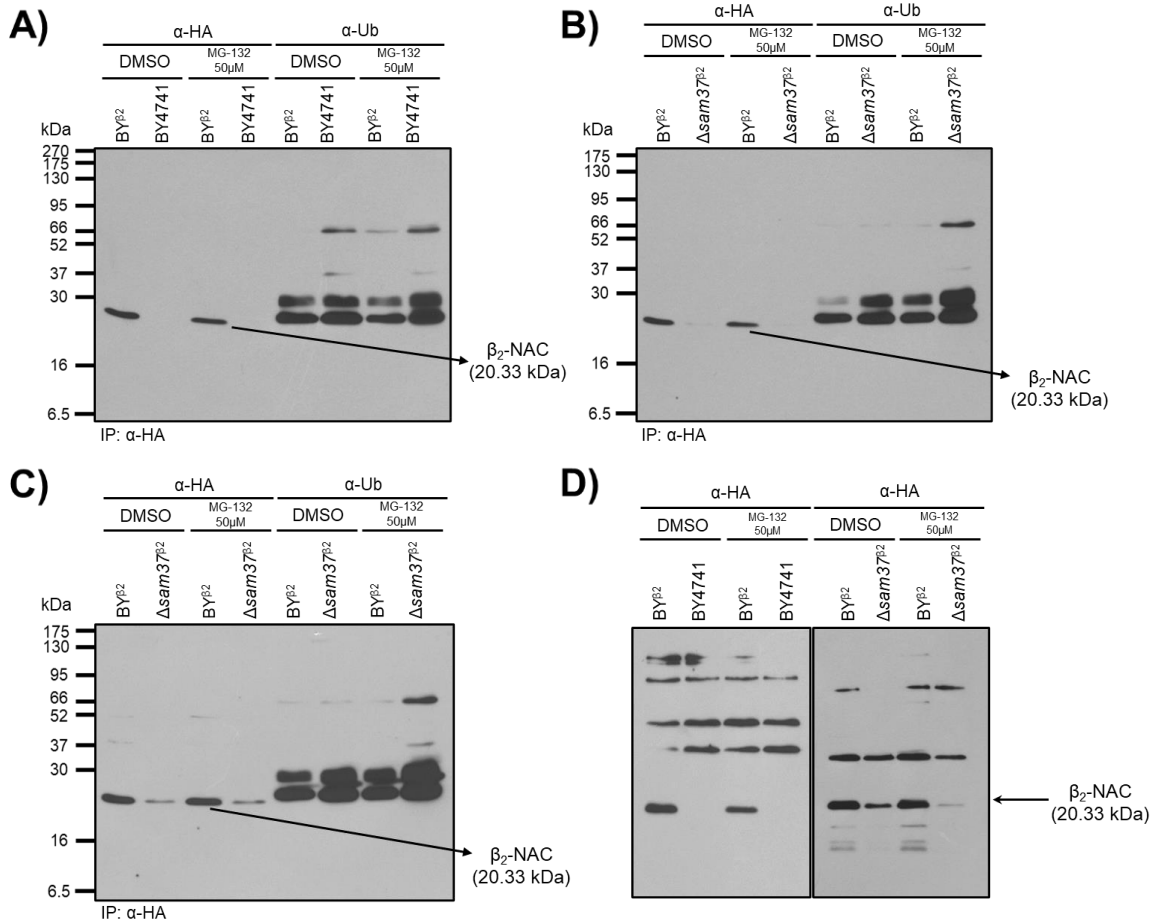 A)
α-HA α-Ub
DMSO MG-132 50µM DMSO MG-132 50µM
BYβ2 BY4741 BYβ2 BY4741 BYβ2 BY4741 BYβ2 BY4741
kDa
270
175
130
95
66
52
37
30
16
6.5
β2-NAC
(20.33 kDa)
IP: α-HA
B)
α-HA α-Ub
DMSO MG-132 50µM DMSO MG-132 50µM
BYβ2 Δsam37β2 BYβ2 Δsam37β2 BYβ2 Δsam37β2 BYβ2 Δsam37β2
kDa
175
130
95
66
52
37
30
16
6.5
β2-NAC
(20.33 kDa)
IP: α-HA
C)
α-HA α-Ub
DMSO MG-132 50µM DMSO MG-132 50µM
BYβ2 Δsam37β2 BYβ2 Δsam37β2 BYβ2 Δsam37β2 BYβ2 Δsam37β2
kDa
175
130
95
66
52
37
30
16
6.5
β2-NAC
(20.33 kDa)
IP: α-HA
D)
α-HA α-HA
DMSO MG-132 50µM DMSO MG-132 50µM
BYβ2 BY4741 BYβ2 BY4741 BYβ2 Δsam37β2 BYβ2 Δsam37β2
β2-NAC
(20.33 kDa)